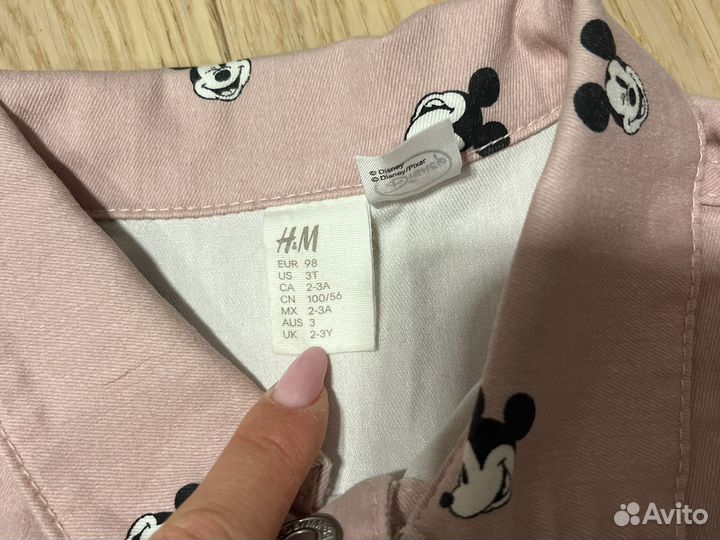 © Disney
© Disney/Pixar
Disney
H&M
EUR 98
US 3T
CA 2-3A
CN 100/56
MX 2-3A
AUS 3
UK 2-3Y
Avito